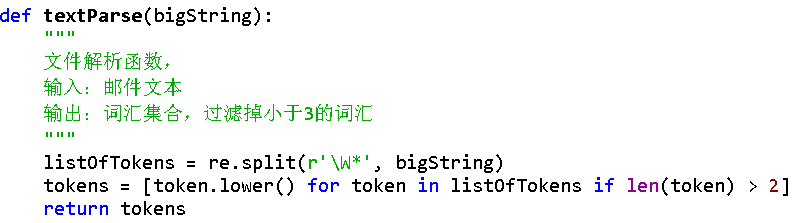 def textParse(bigString):
    """
    文件解析函数,
    输入: 邮件文本
    输出: 词汇集合, 过滤掉小于3的词汇
    """
    listOfTokens = re.split(r'\W*', bigString)
    tokens = [token.lower() for token in listOfTokens if len(token) > 2]
    return tokens